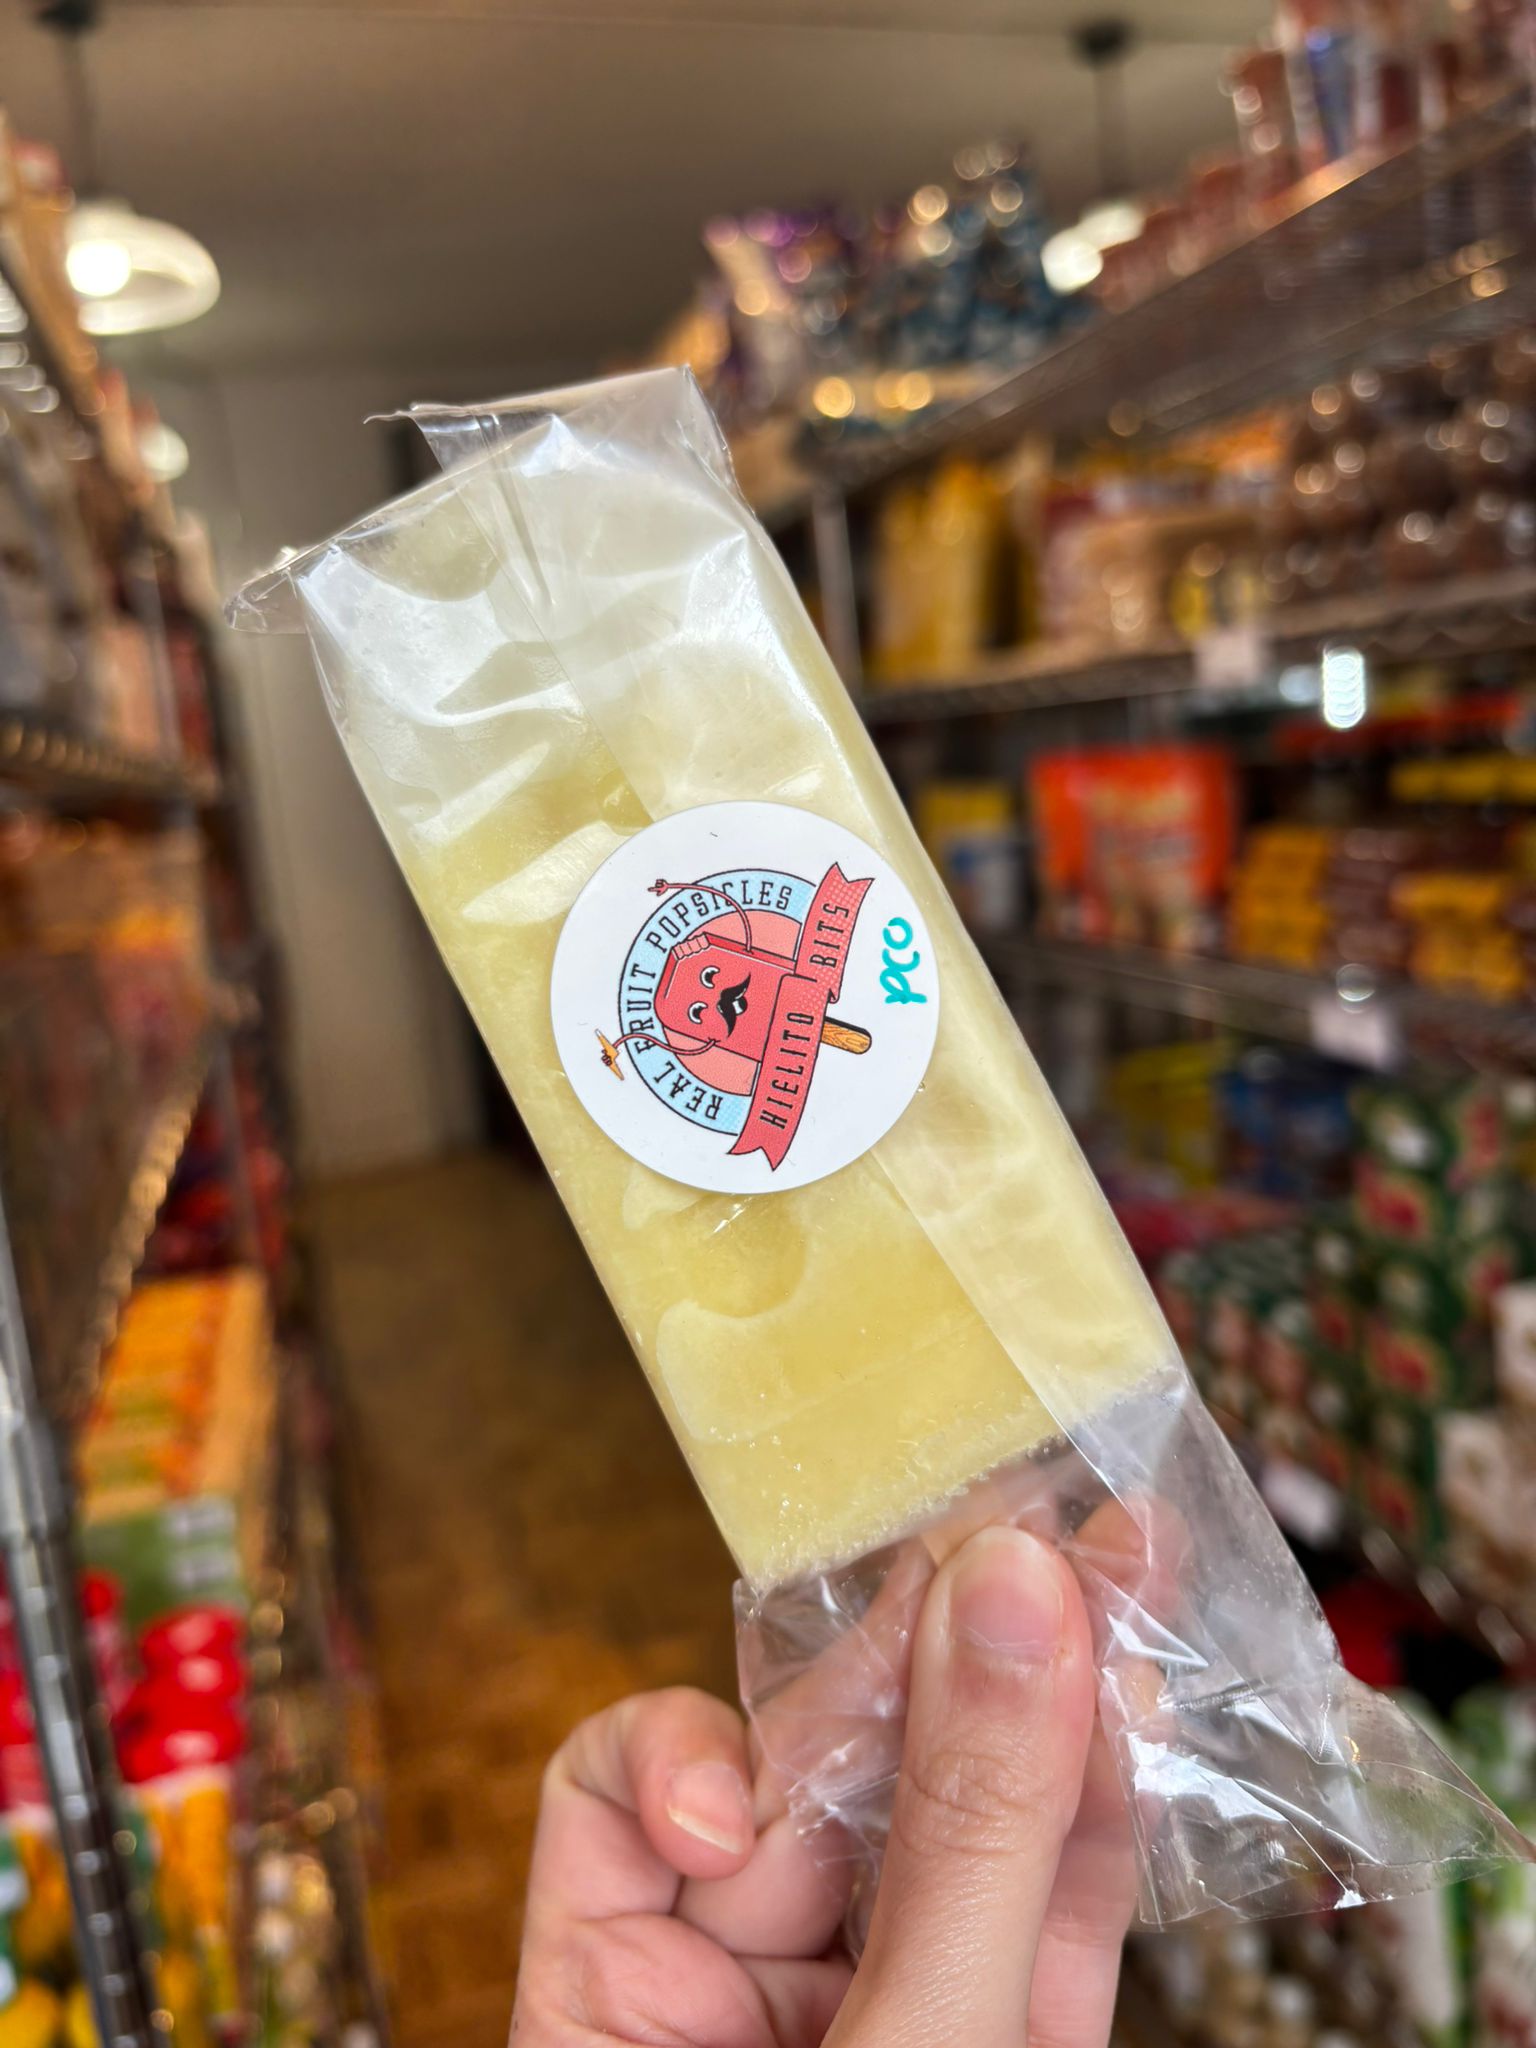 REAL FRUIT POPSICLES
HIELITO BITS
PCO